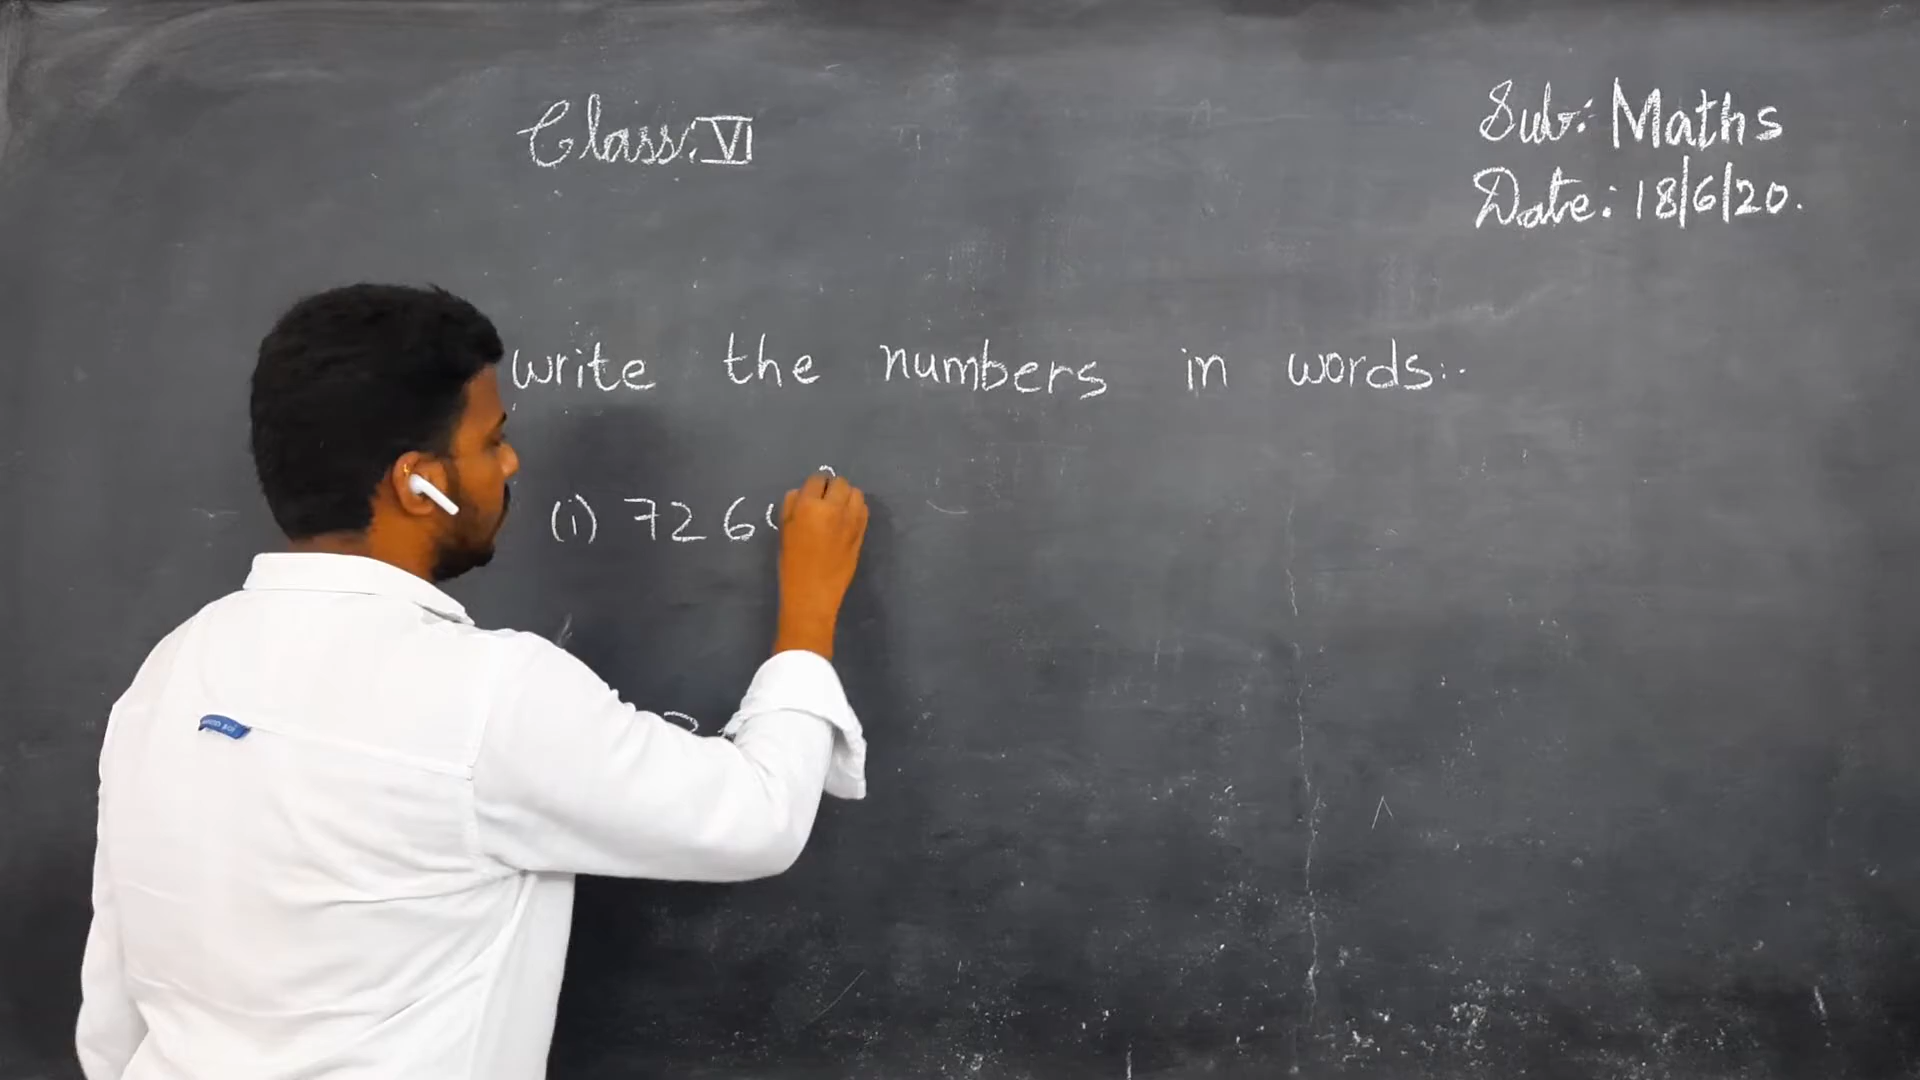 Class: VI
Sub: Maths
Date: 18/6/20.
write the numbers in words:-
(i) 726